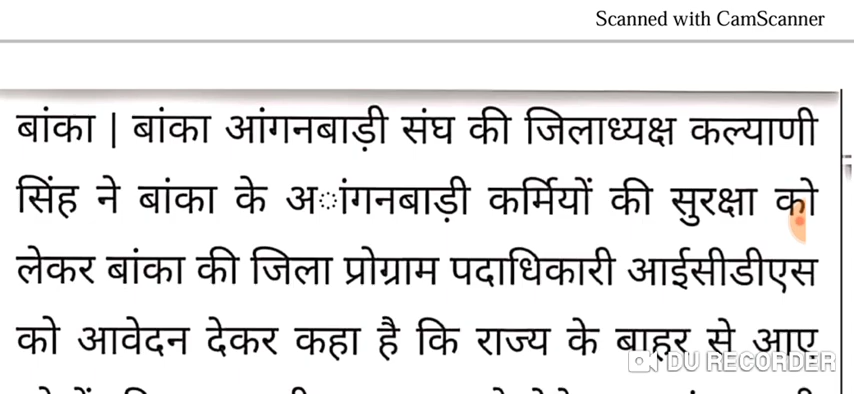 Scanned with CamScanner
बांका | बांका आंगनबाड़ी संघ की जिलाध्यक्ष कल्याणी
सिंह ने बांका के अांगनबाड़ी कर्मियों की सुरक्षा को
लेकर बांका की जिला प्रोग्राम पदाधिकारी आईसीडीएस
को आवेदन देकर कहा है कि राज्य के बाहर से आए
DU RECORDER